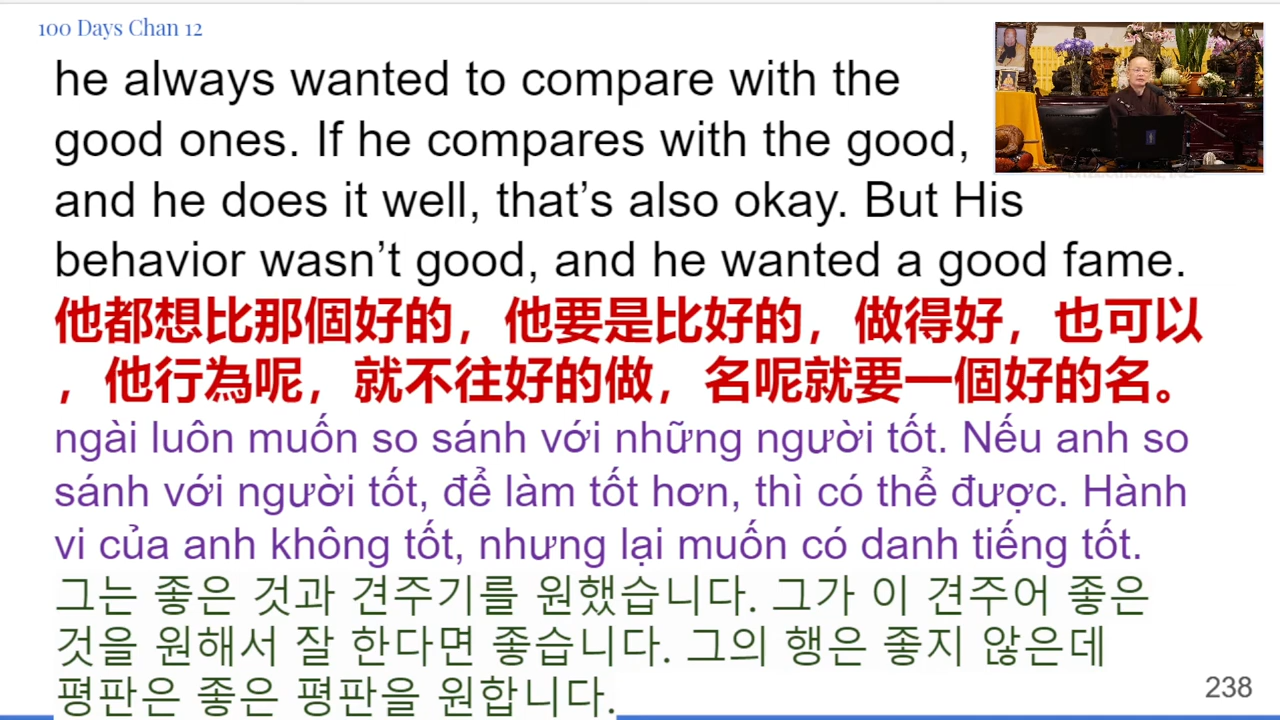 100 Days Chan 12
he always wanted to compare with the
good ones. If he compares with the good,
and he does it well, that's also okay. But His
behavior wasn't good, and he wanted a good fame.
他都想比那個好的，他要是比好的，做得好，也可以
，他行為呢，就不往好的做，名呢就要一個好的名。
ngài luôn muốn so sánh với những người tốt. Nếu anh so
sánh với người tốt, để làm tốt hơn, thì có thể được. Hành
vi của anh không tốt, nhưng lại muốn có danh tiếng tốt.
그는 좋은 것과 견주기를 원했습니다. 그가 이 견주어 좋은
것을 원해서 잘 한다면 좋습니다. 그의 행은 좋지 않은데
평판은 좋은 평판을 원합니다.
238